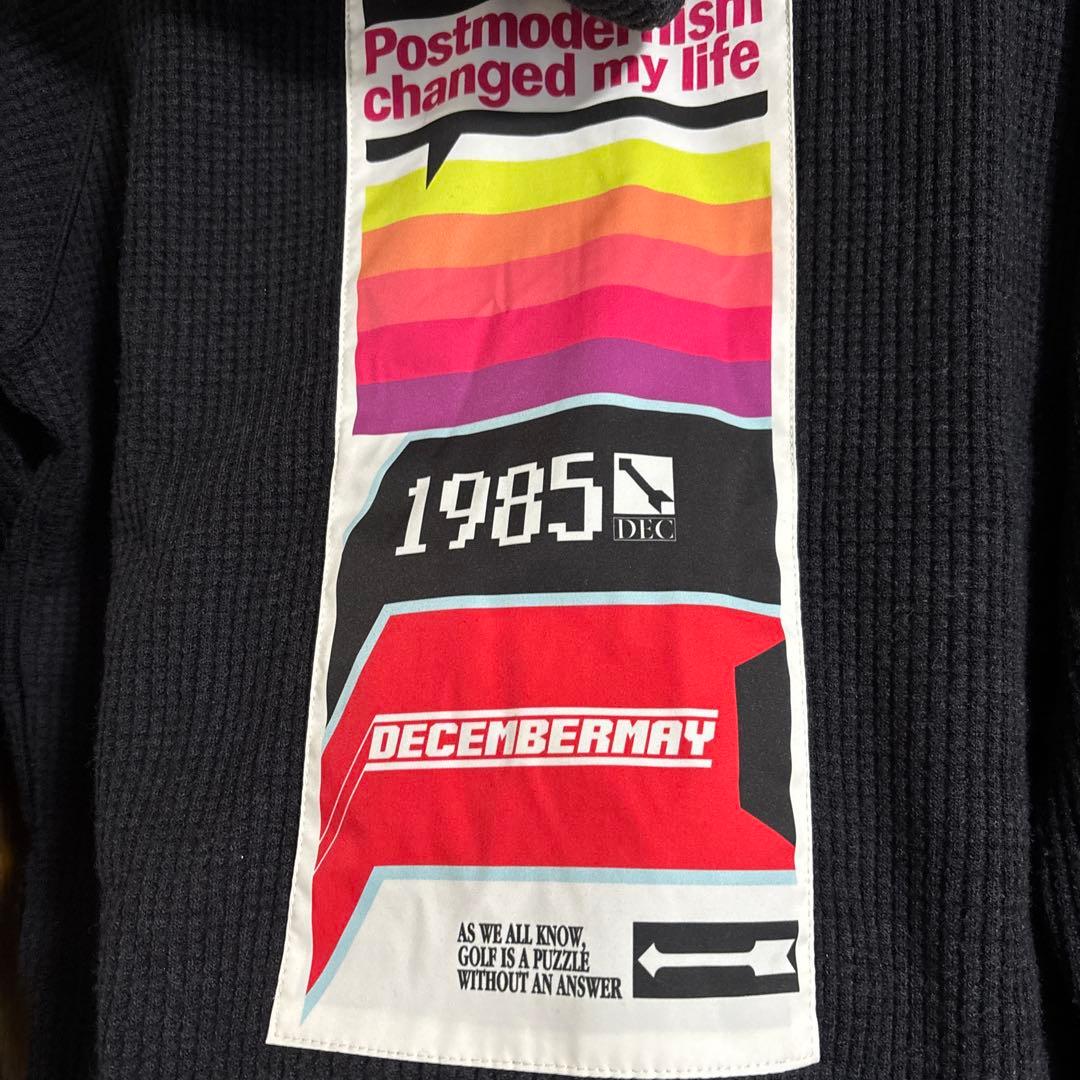 Postmodernism
changed my life
1985
DEC
DECEMBERMAY
AS WE ALL KNOW,
GOLF IS A PUZZLE
WITHOUT AN ANSWER